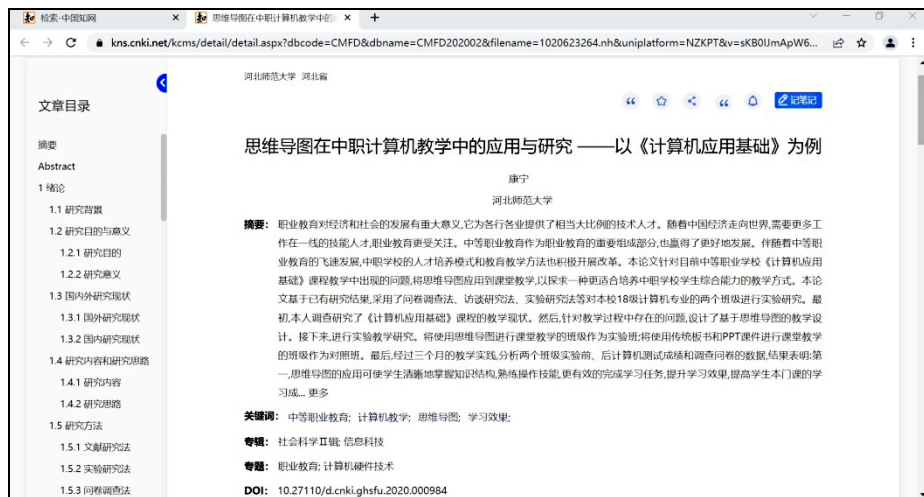 检索-中国知网
思维导图在中职计算机教学中的
kns.cnki.net/kcms/detail/detail.aspx?dbcode=CMFD&dbname=CMFD202002&filename=1020623264.nh&uniplatform=NZKPT&v=sKB0IJmApW6...
河北师范大学 河北省
记笔记
文章目录
摘要
Abstract
1 绪论
1.1 研究背景
1.2 研究目的与意义
1.2.1 研究目的
1.2.2 研究意义
1.3 国内外研究现状
1.3.1 国外研究现状
1.3.2 国内研究现状
1.4 研究内容和研究思路
1.4.1 研究内容
1.4.2 研究思路
1.5 研究方法
1.5.1 文献研究法
1.5.2 实验研究法
1.5.3 问卷调查法
思维导图在中职计算机教学中的应用与研究 ——以《计算机应用基础》为例
康宁
河北师范大学
摘要: 职业教育对经济和社会的发展有重大意义,它为各行各业提供了相当大比例的技术人才。随着中国经济走向世界,需要更多工
作在一线的技能人才,职业教育更受关注。中等职业教育作为职业教育的重要组成部分,也赢得了更好地发展。伴随着中等职
业教育的飞速发展,中职学校的人才培养模式和教育教学方法也积极开展改革。本论文针对目前中等职业学校《计算机应用
基础》课程教学中出现的问题,将思维导图应用到课堂教学,以探求一种更适合培养中职学校学生综合能力的教学方式。本论
文基于已有研究结果,采用了问卷调查法、访谈研究法、实验研究法等对本校18级计算机专业的两个班级进行实验研究。最
初,本人调查研究了《计算机应用基础》课程的教学现状。然后,针对教学过程中存在的问题,设计了基于思维导图的教学设
计。接下来,进行实验教学研究。将使用思维导图进行课堂教学的班级作为实验班;将使用传统板书和PPT课件进行课堂教学
的班级作为对照班。最后,经过三个月的教学实践,分析两个班级实验前、后计算机测试成绩和调查问卷的数据,结果表明:第
一,思维导图的应用可使学生清晰地掌握知识结构,熟练操作技能,更有效的完成学习任务,提升学习效果,提高学生本门课的学
习成... 更多
关键词: 中等职业教育; 计算机教学; 思维导图; 学习效果;
专辑: 社会科学Ⅱ辑; 信息科技
专题: 职业教育; 计算机硬件技术
DOI: 10.27110/d.cnki.ghsfu.2020.000984